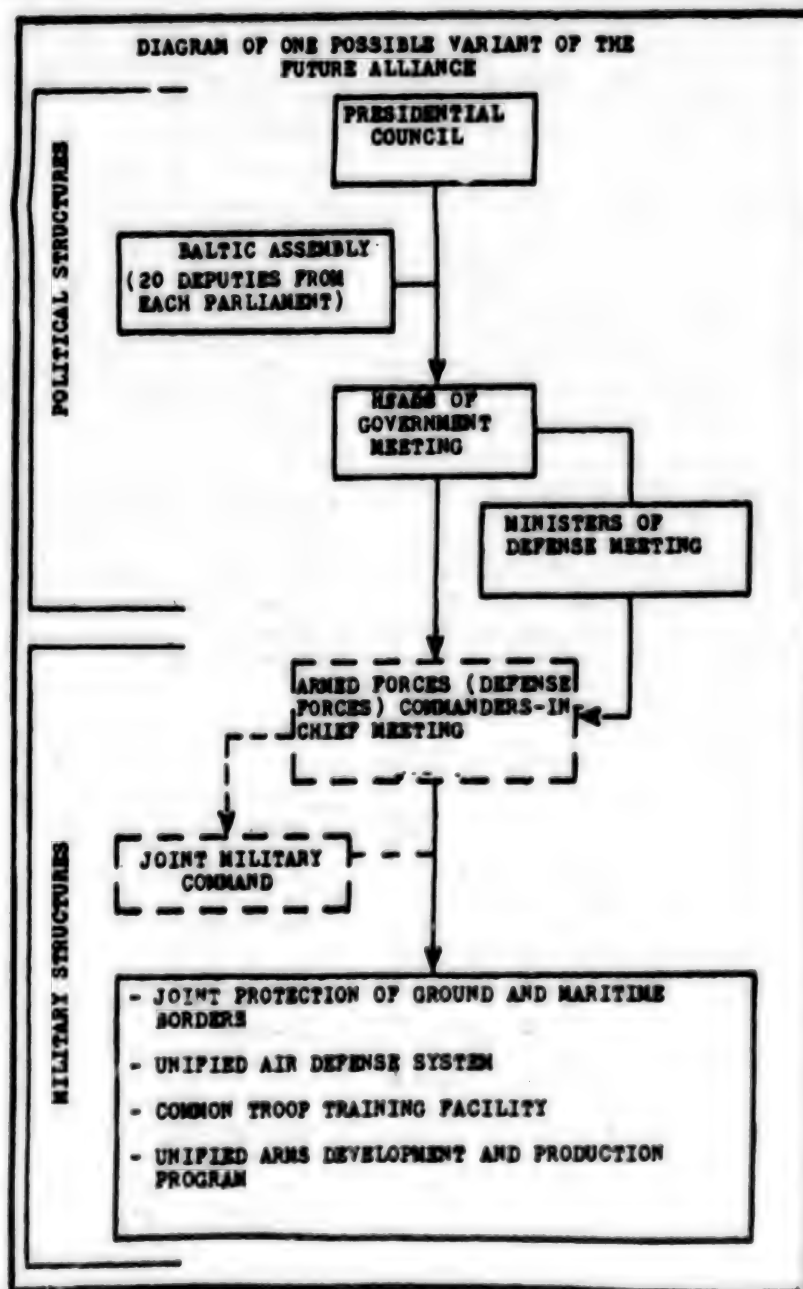 DIAGRAM OF ONE POSSIBLE VARIANT OF THE
FUTURE ALLIANCE
POLITICAL STRUCTURES
PRESIDENTIAL
COUNCIL
BALTIC ASSEMBLY
(20 DEPUTIES FROM
EACH PARLIAMENT)
HEADS OF
GOVERNMENT
MEETING
MINISTERS OF
DEFENSE MEETING
MILITARY STRUCTURES
ARMED FORCES (DEFENSE
FORCES) COMMANDERS-IN
CHIEF MEETING
JOINT MILITARY
COMMAND
- JOINT PROTECTION OF GROUND AND MARITIME
BORDERS
- UNIFIED AIR DEFENSE SYSTEM
- COMMON TROOP TRAINING FACILITY
- UNIFIED ARMS DEVELOPMENT AND PRODUCTION
PROGRAM